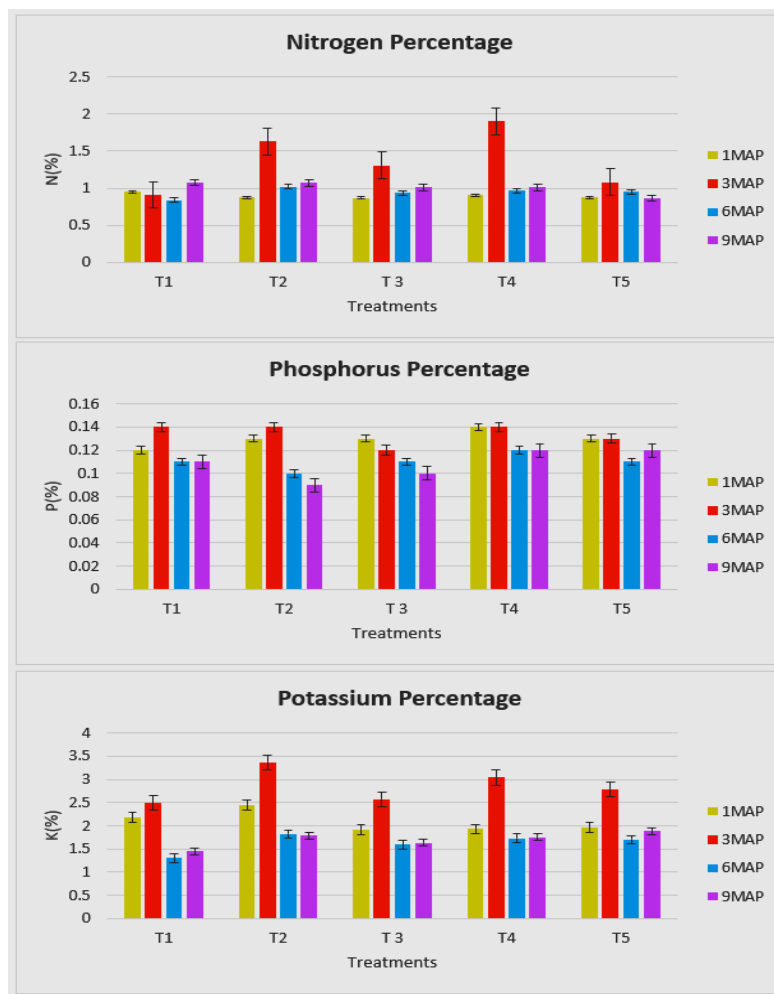 Nitrogen Percentage
2.5
2
1.5
1
0.5
0
N(%)
T1 T2 T 3 T4 T5
Treatments
1MAP
3MAP
6MAP
9MAP
Phosphorus Percentage
0.16
0.14
0.12
0.1
0.08
0.06
0.04
0.02
0
P(%)
T1 T2 T 3 T4 T5
Treatments
1MAP
3MAP
6MAP
9MAP
Potassium Percentage
4
3.5
3
2.5
2
1.5
1
0.5
0
K(%)
T1 T2 T 3 T4 T5
Treatments
1MAP
3MAP
6MAP
9MAP